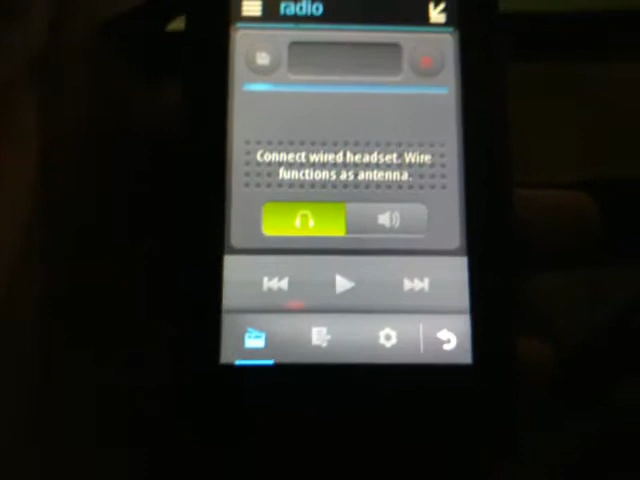 radio
Connect wired headset. Wire
functions as antenna.